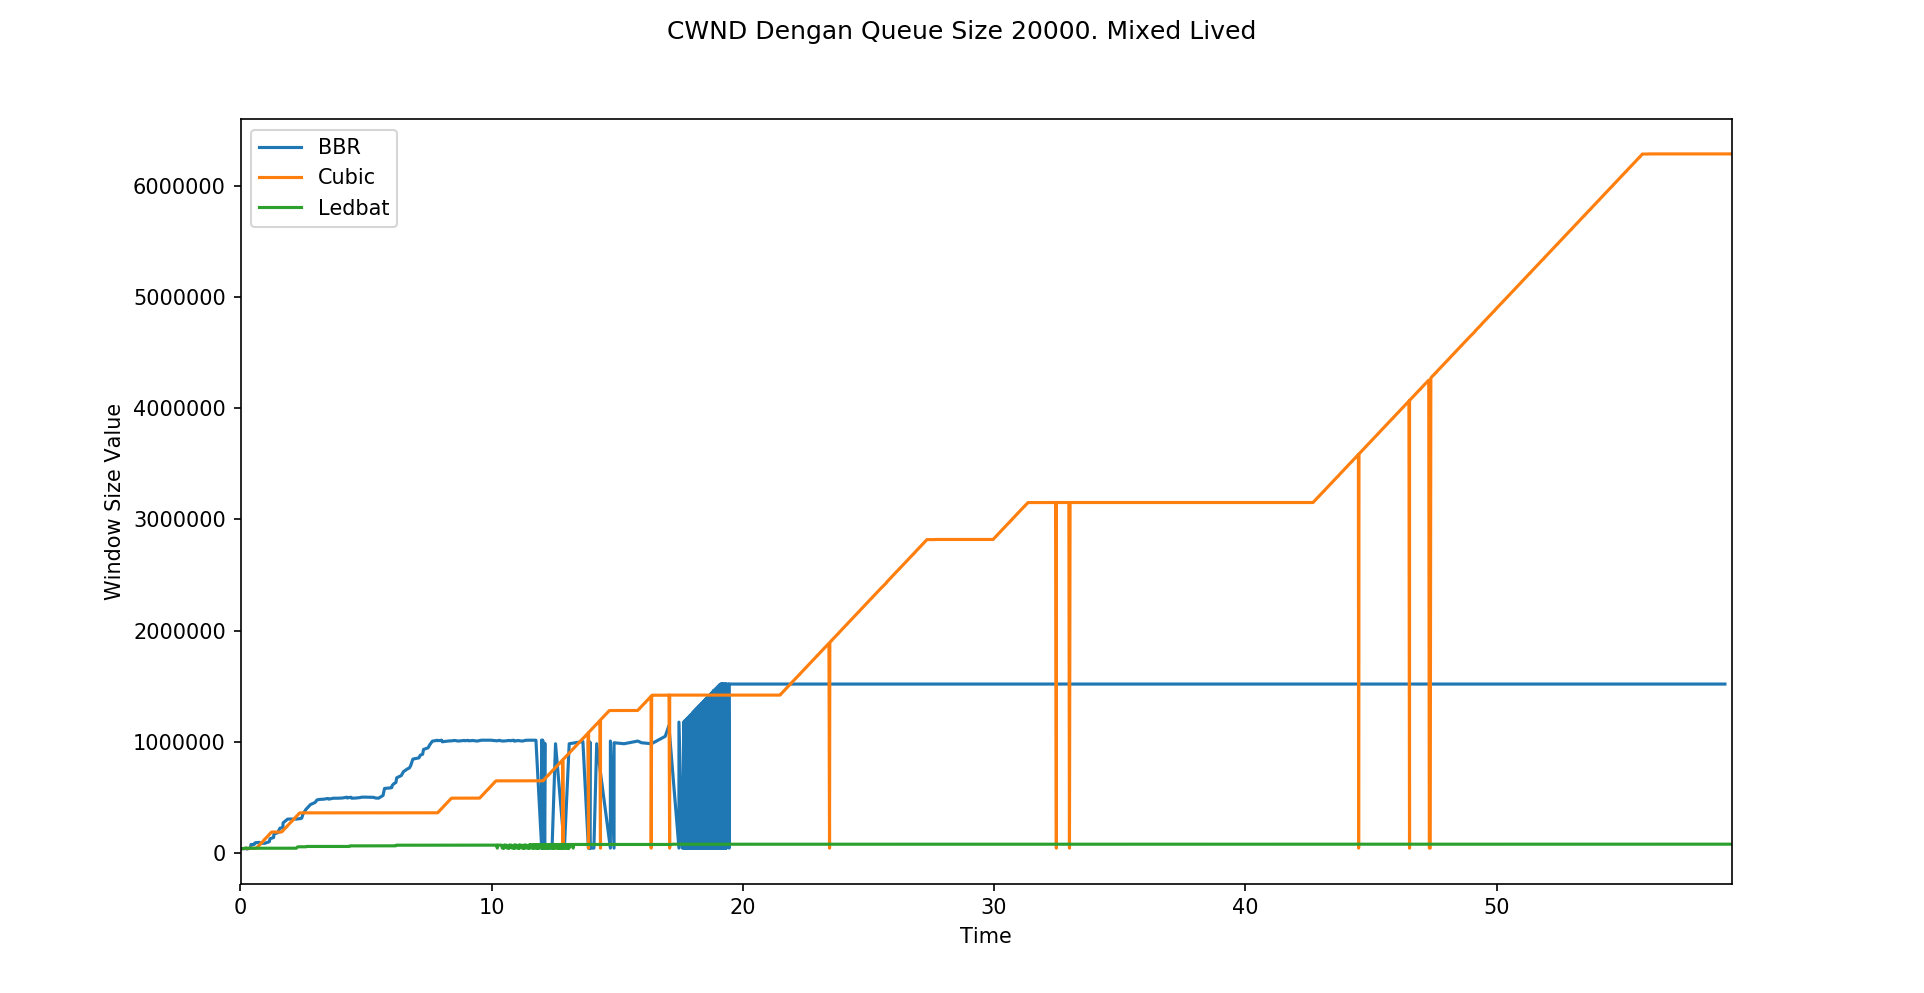 CWND Dengan Queue Size 20000. Mixed Lived
BBR
Cubic
Ledbat
6000000
5000000
4000000
3000000
2000000
1000000
0
Window Size Value
0 10 20 30 40 50
Time